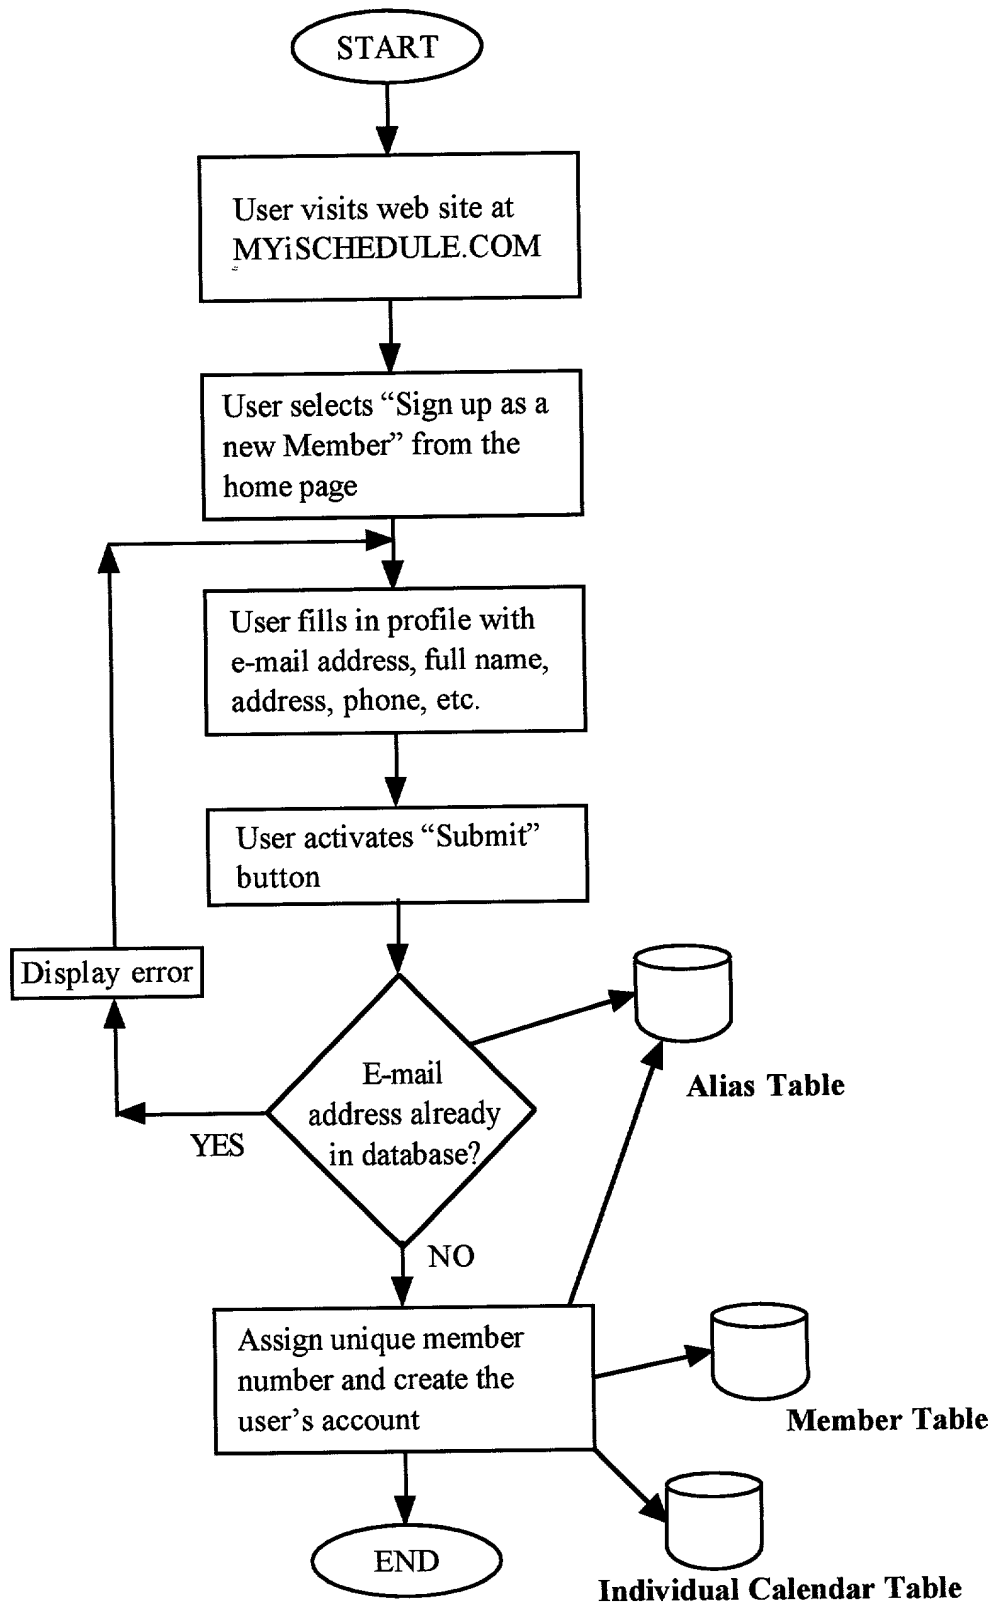 START
User visits web site at
MYiSCHEDULE.COM
User selects “Sign up as a
new Member” from the
home page
User fills in profile with
e-mail address, full name,
address, phone, etc.
User activates “Submit”
button
Display error
E-mail
address already
in database?
Alias Table
YES
NO
Assign unique member
number and create the
user’s account
Member Table
END
Individual Calendar Table